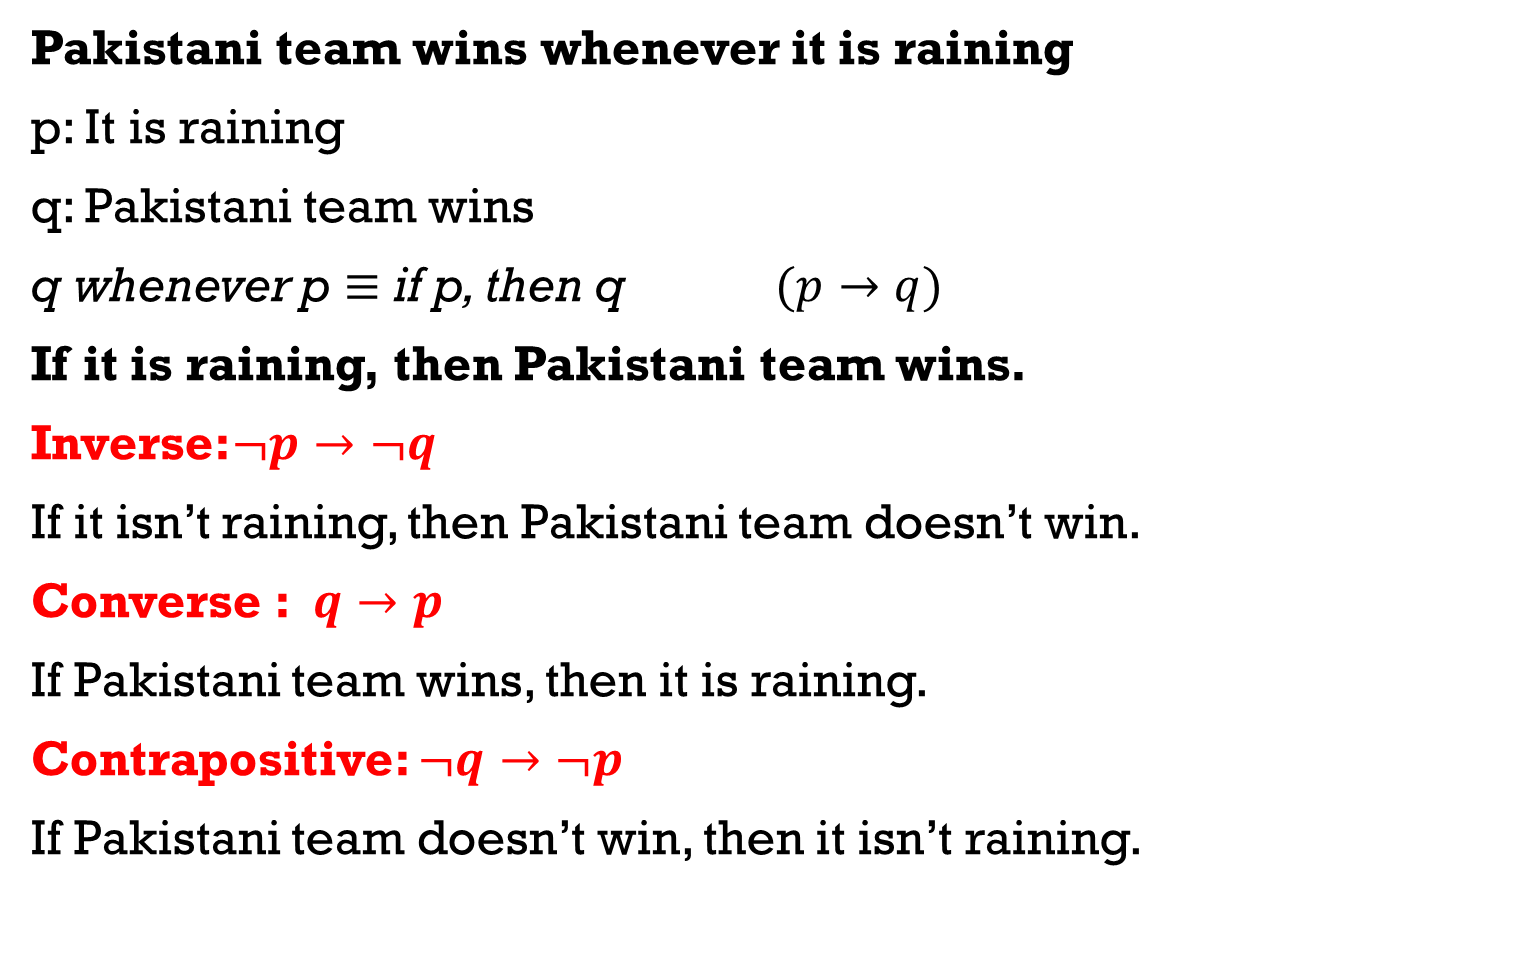 Pakistani team wins whenever it is raining
p: It is raining
q: Pakistani team wins
q whenever p ≡ if p, then q (p → q)
If it is raining, then Pakistani team wins.
Inverse:¬p → ¬q
If it isn’t raining, then Pakistani team doesn’t win.
Converse : q → p
If Pakistani team wins, then it is raining.
Contrapositive: ¬q → ¬p
If Pakistani team doesn’t win, then it isn’t raining.